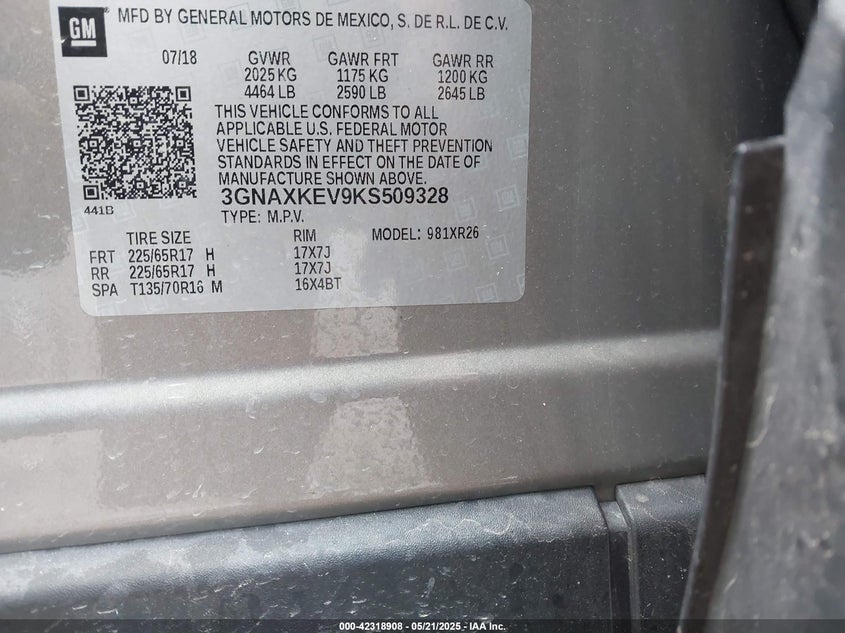 GM ®
MFD BY GENERAL MOTORS DE MEXICO, S. DE R.L. DE C.V.
07/18 GVWR GAWR FRT GAWR RR
2025 KG 1175 KG 1200 KG
4464 LB 2590 LB 2645 LB
THIS VEHICLE CONFORMS TO ALL
APPLICABLE U.S. FEDERAL MOTOR
VEHICLE SAFETY AND THEFT PREVENTION
STANDARDS IN EFFECT ON THE DATE OF
MANUFACTURE SHOWN ABOVE.
441B
3GNAXKEV9KS509328
TYPE: M.P.V.
TIRE SIZE RIM MODEL: 981XR26
FRT 225/65R17 H 17X7J
RR 225/65R17 H 17X7J
SPA T135/70R16 M 16X4BT
000-42318908 - 05/21/2025 - IAA Inc.